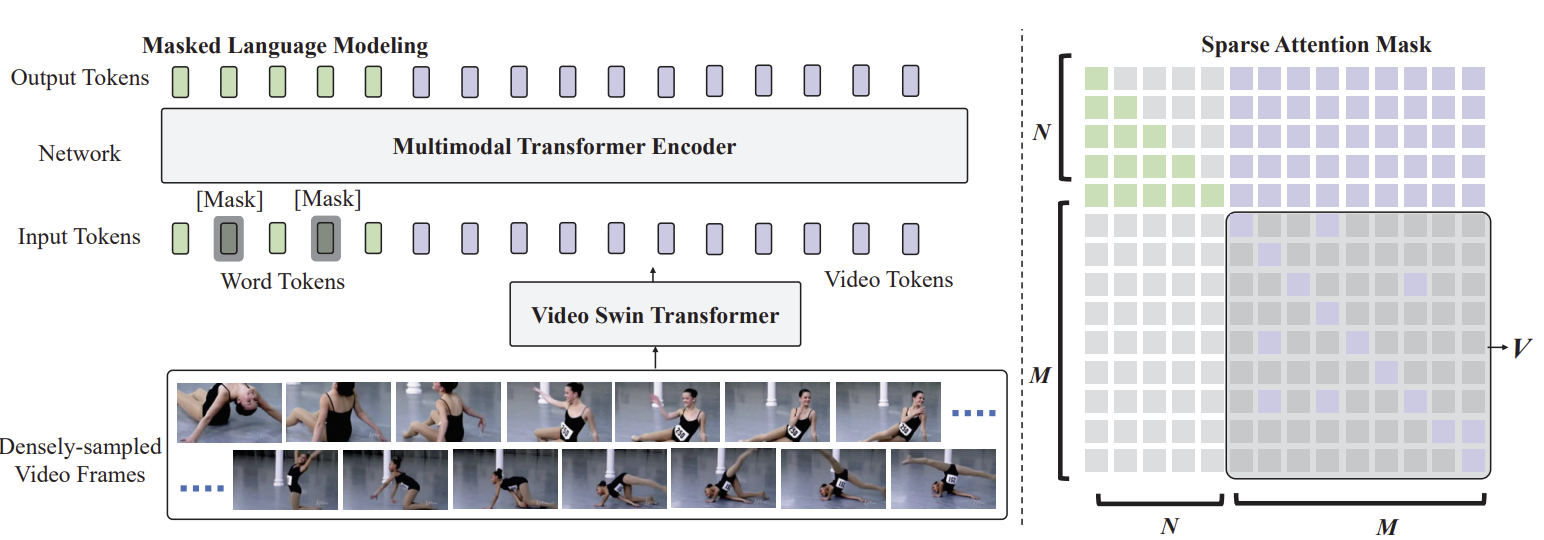 Masked Language Modeling
Output Tokens
Network
Multimodal Transformer Encoder
[Mask]
[Mask]
Input Tokens
Word Tokens
Video Tokens
Video Swin Transformer
Densely-sampled
Video Frames
Sparse Attention Mask
N
M
V
N
M